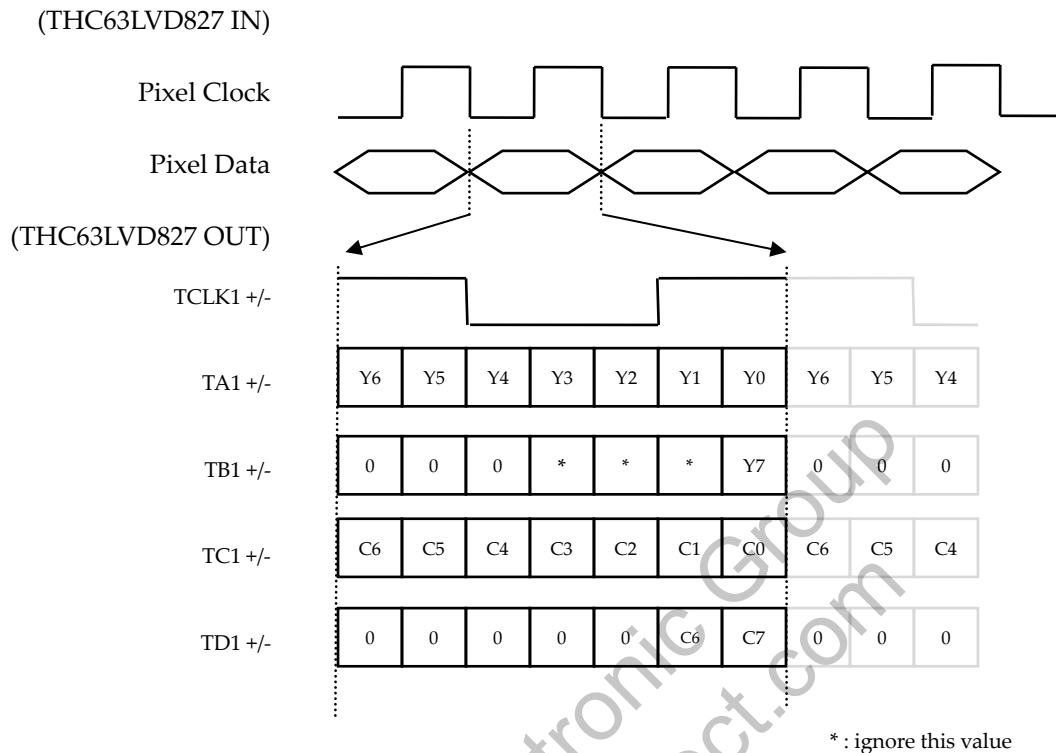 (THC63LVD827 IN)
Pixel Clock
Pixel Data
(THC63LVD827 OUT)
TCLK1 +/-
TA1 +/- Y6 Y5 Y4 Y3 Y2 Y1 Y0 Y6 Y5 Y4
TB1 +/- 0 0 0 * * * Y7 0 0 0
TC1 +/- C6 C5 C4 C3 C2 C1 C0 C6 C5 C4
TD1 +/- 0 0 0 0 0 C6 C7 0 0 0
* : ignore this value
Group